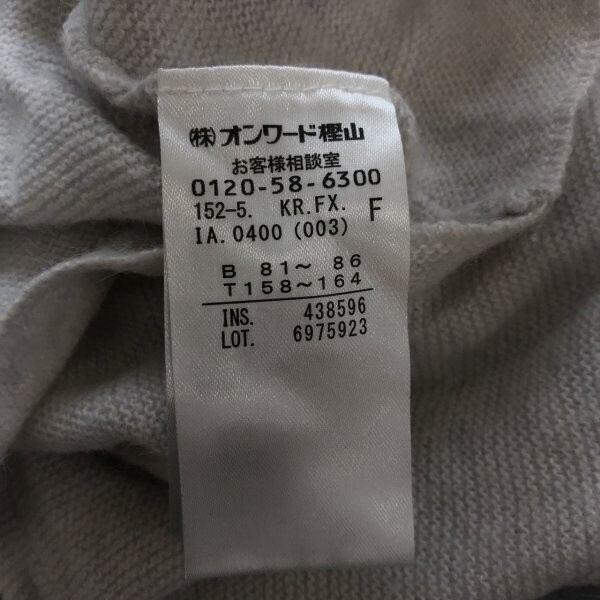 ㈱オンワード樫山
お客様相談室
0120-58-6300
152-5. KR.FX. F
IA.0400 (003)
B 81～ 86
T158～164
INS. 438596
LOT. 6975923